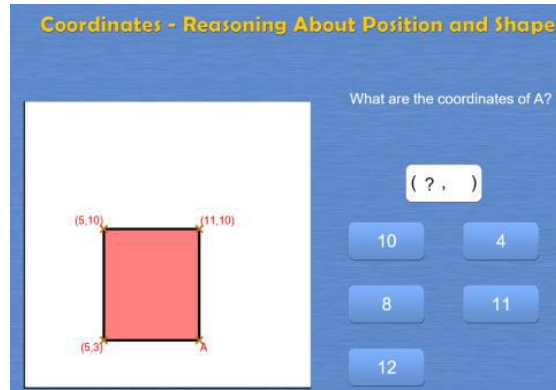 Coordinates - Reasoning About Position and Shape
What are the coordinates of A?
( ? , )
(5,10)
(11,10)
(5,3)
A
10
4
8
11
12